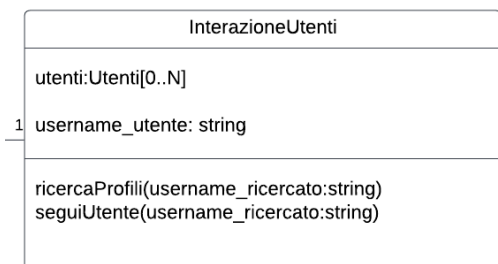 InterazioneUtenti
utenti:Utenti[0..N]
1
username_utente: string
ricercaProfili(username_ricercato:string)
seguiUtente(username_ricercato:string)